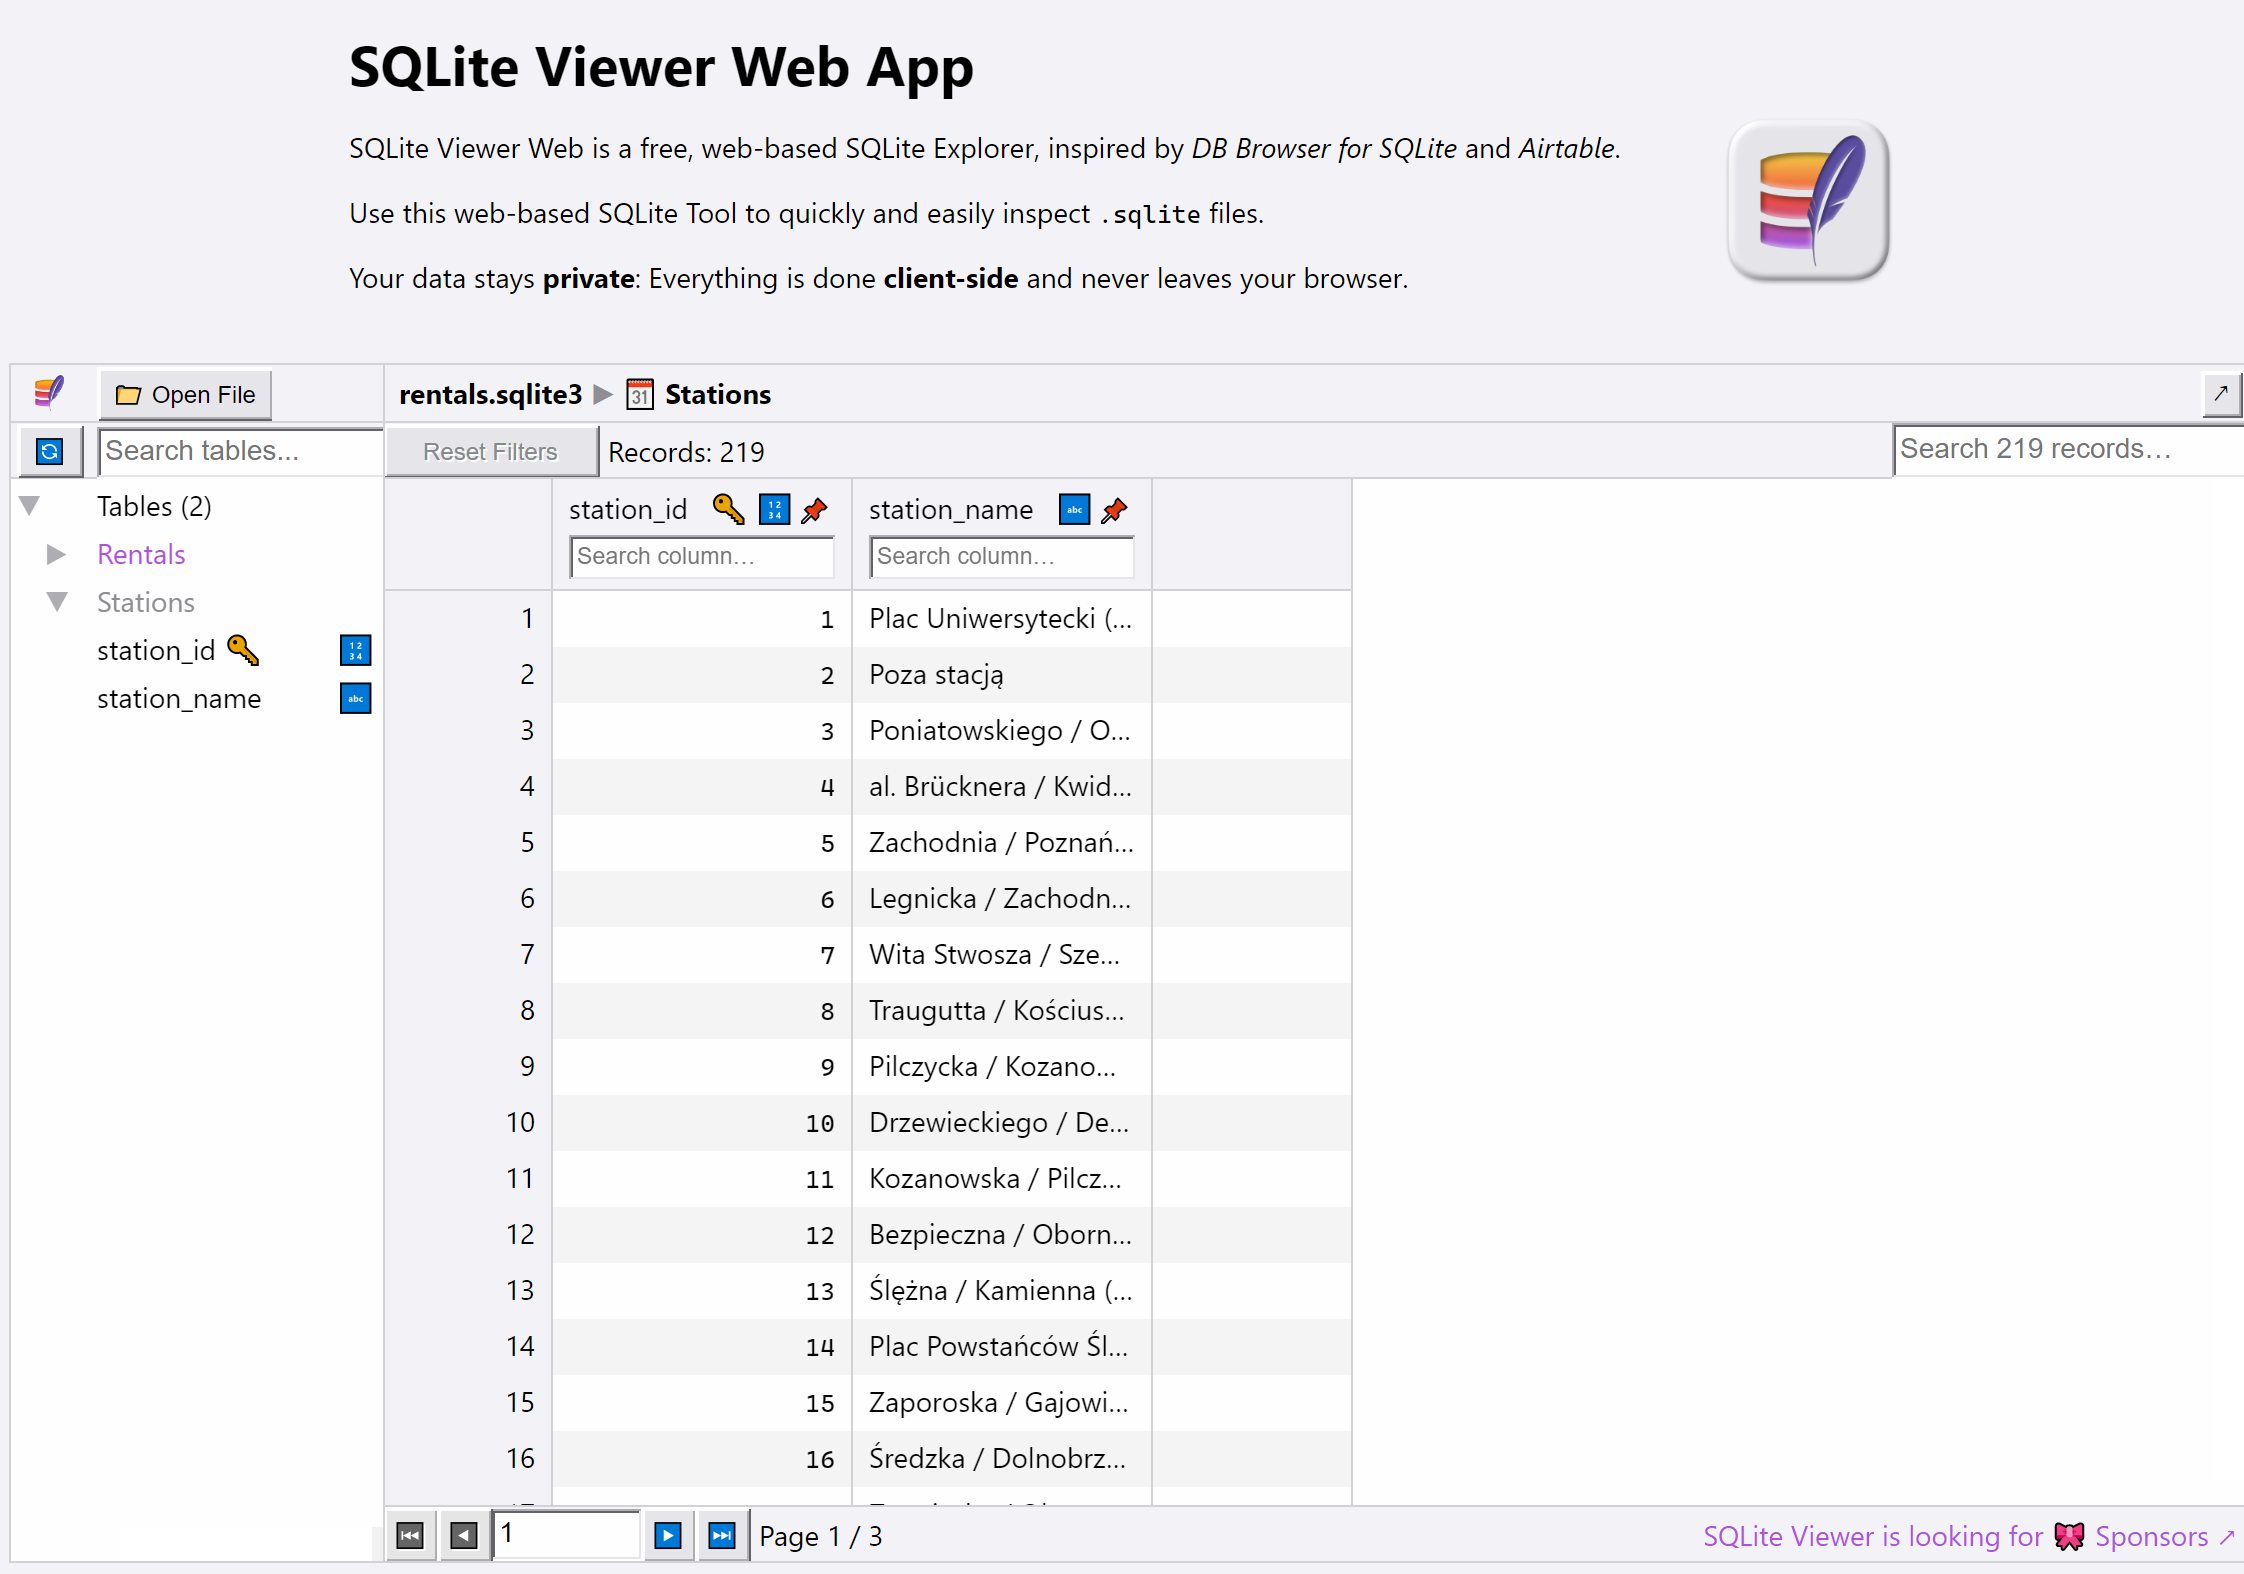 SQLite Viewer Web App
SQLite Viewer Web is a free, web-based SQLite Explorer, inspired by DB Browser for SQLite and Airtable.
Use this web-based SQLite Tool to quickly and easily inspect .sqlite files.
Your data stays private: Everything is done client-side and never leaves your browser.
Open File
rentals.sqlite3 ▶ Stations
Search tables...
Reset Filters
Records: 219
Search 219 records...
Tables (2)
Rentals
Stations
station_id
station_name
station_id station_name
Search column... Search column...
1 1 Plac Uniwersytecki (...
2 2 Poza stacją
3 3 Poniatowskiego / O...
4 4 al. Brücknera / Kwid...
5 5 Zachodnia / Poznań...
6 6 Legnicka / Zachodn...
7 7 Wita Stwosza / Sze...
8 8 Traugutta / Kościus...
9 9 Pilczycka / Kozano...
10 10 Drzewieckiego / De...
11 11 Kozanowska / Pilcz...
12 12 Bezpieczna / Oborn...
13 13 Ślężna / Kamienna (...
14 14 Plac Powstańców Śl...
15 15 Zaporoska / Gajowi...
16 16 Średzka / Dolnobrz...
1 Page 1 / 3
SQLite Viewer is looking for 🎀 Sponsors ↗